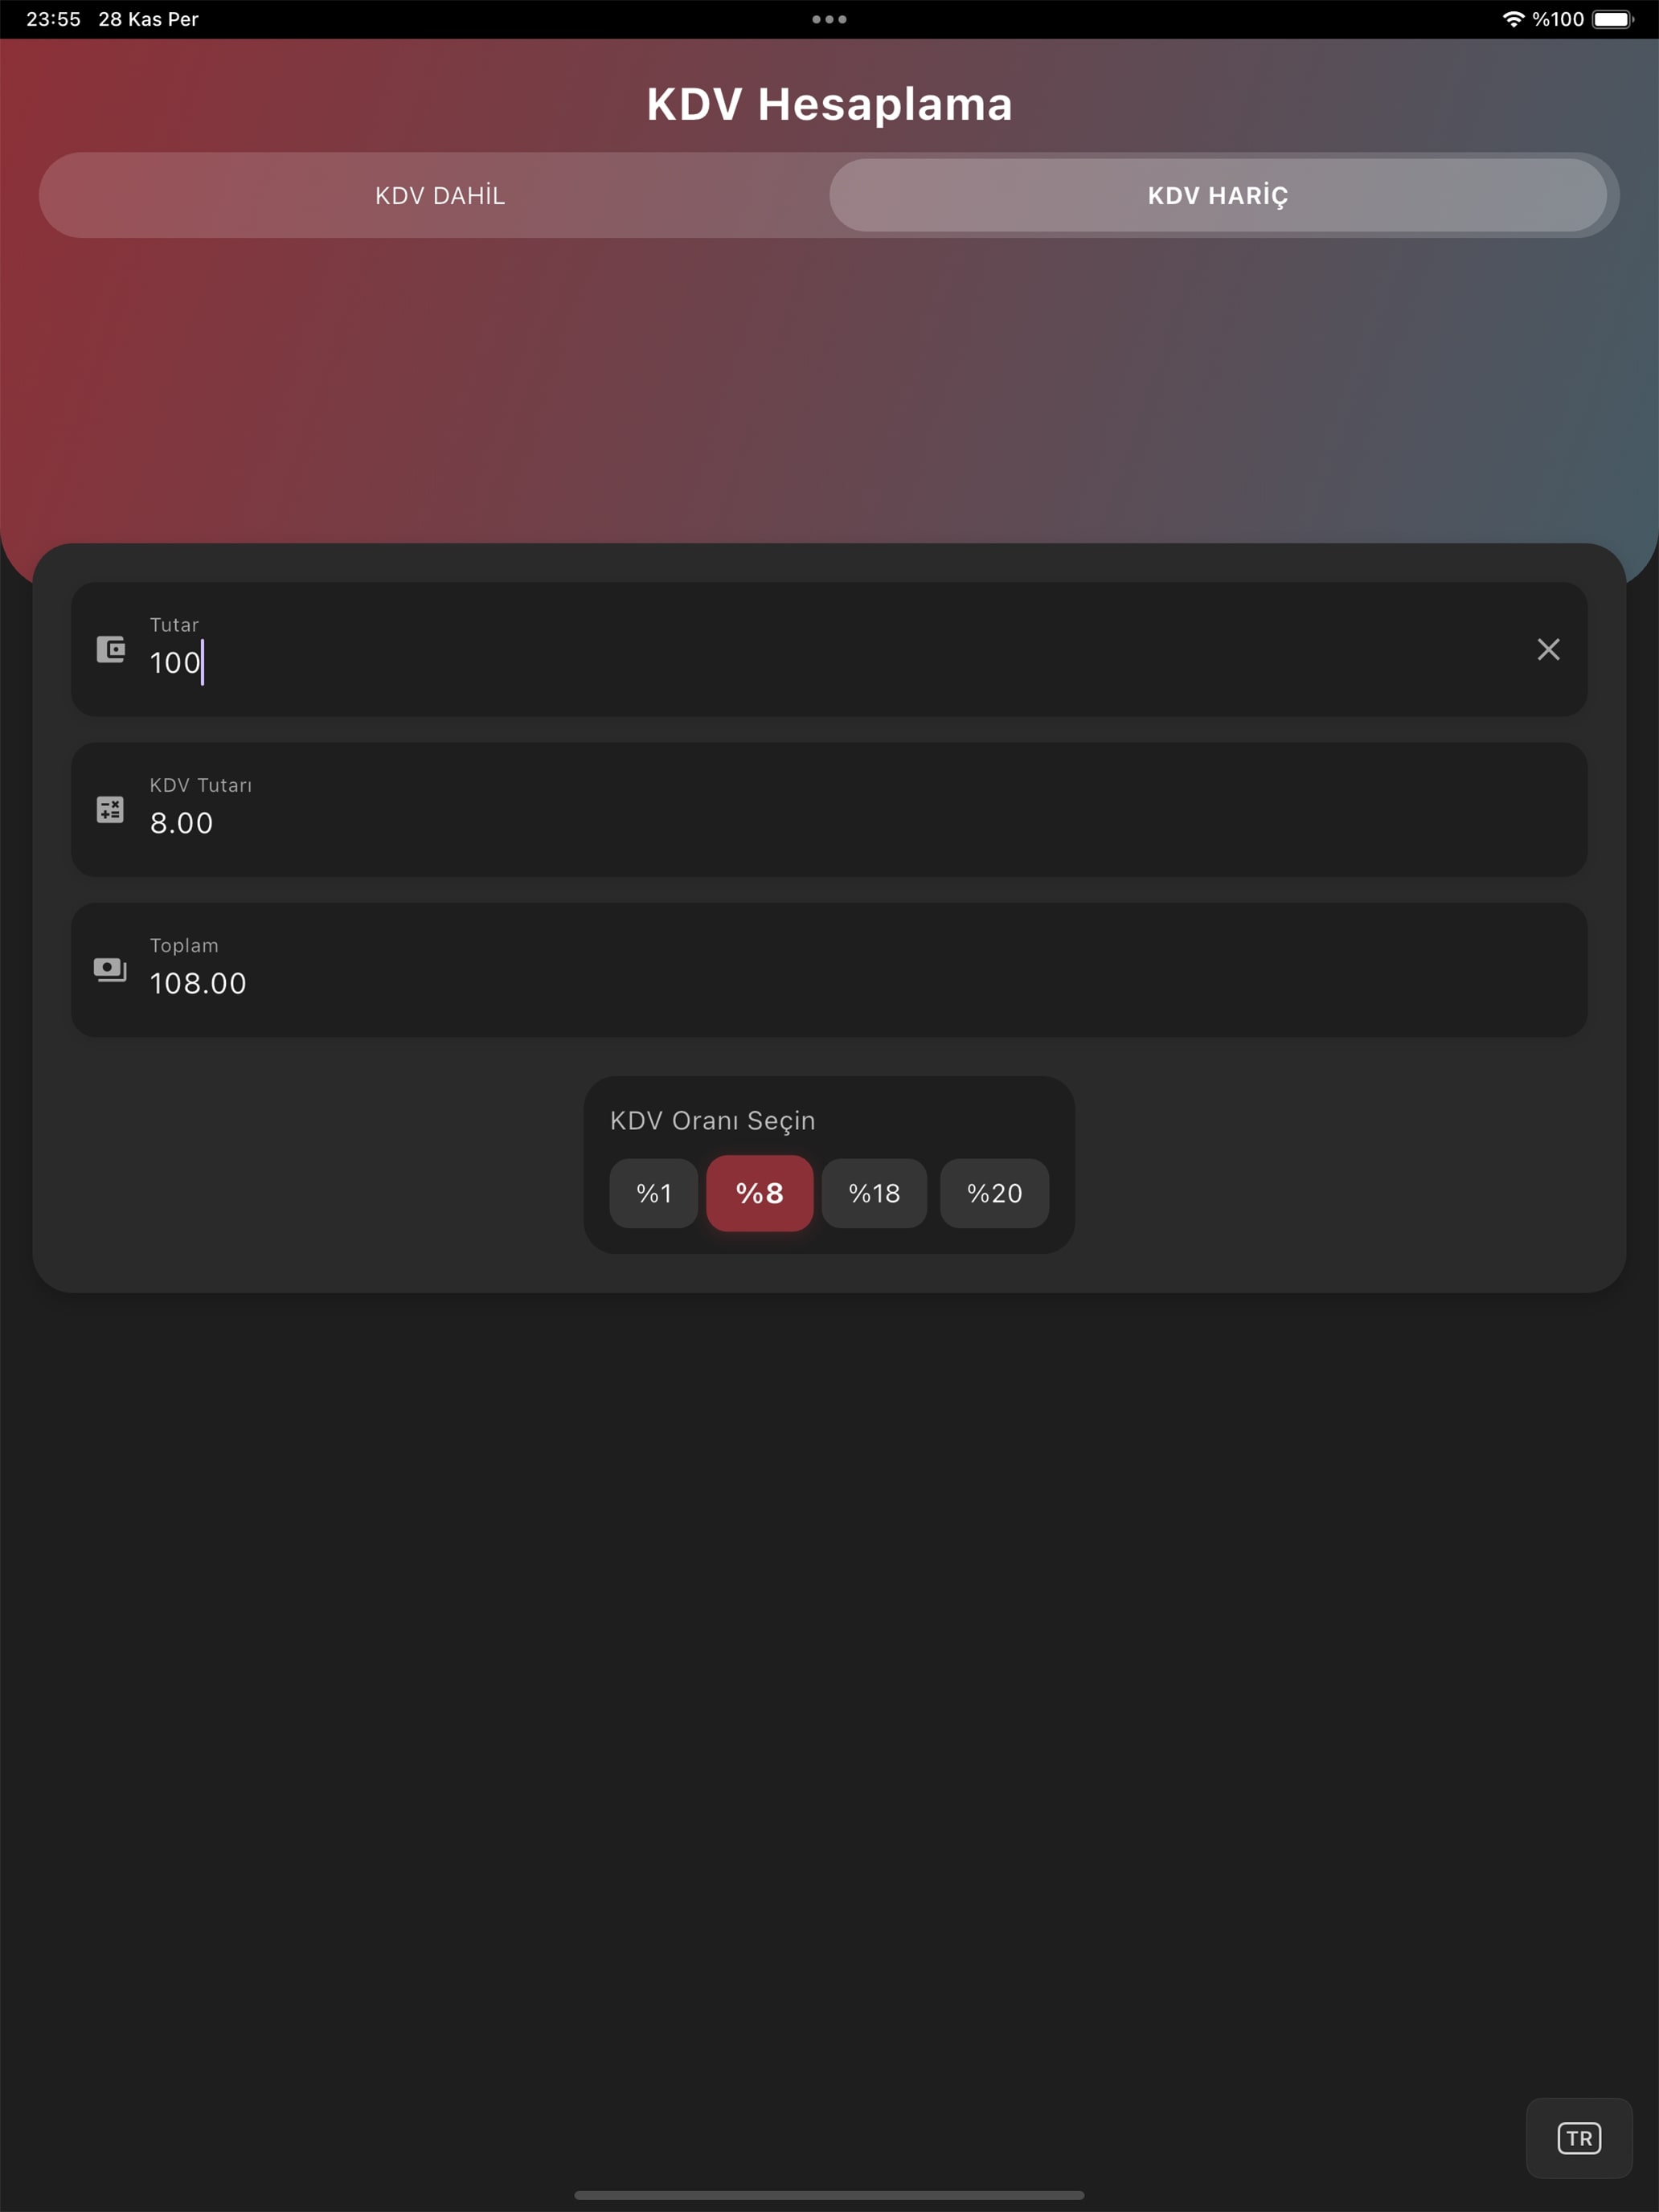 23:55 28 Kas Per
%100
KDV Hesaplama
KDV DAHİL
KDV HARİÇ
Tutar
100
KDV Tutarı
8.00
Toplam
108.00
KDV Oranı Seçin
%1 %8 %18 %20
TR